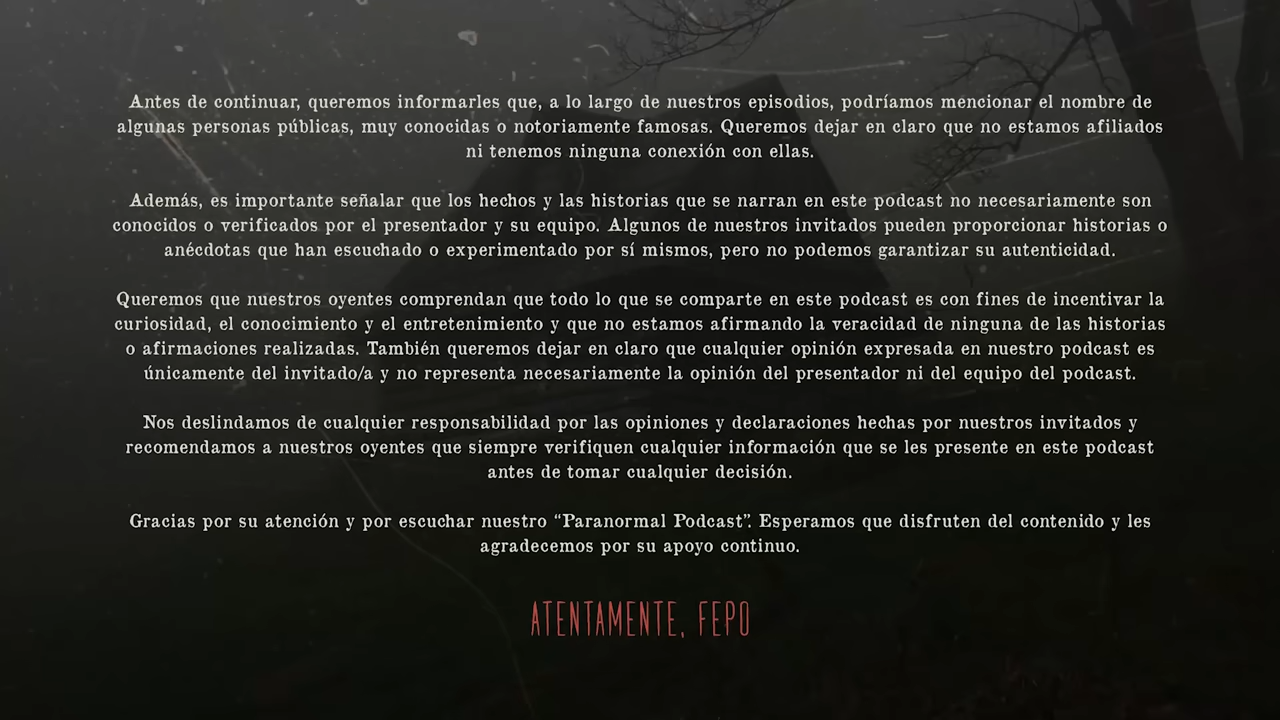 Antes de continuar, queremos informarles que, a lo largo de nuestros episodios, podríamos mencionar el nombre de
algunas personas públicas, muy conocidas o notoriamente famosas. Queremos dejar en claro que no estamos afiliados
ni tenemos ninguna conexión con ellas.
Además, es importante señalar que los hechos y las historias que se narran en este podcast no necesariamente son
conocidos o verificados por el presentador y su equipo. Algunos de nuestros invitados pueden proporcionar historias o
anécdotas que han escuchado o experimentado por sí mismos, pero no podemos garantizar su autenticidad.
Queremos que nuestros oyentes comprendan que todo lo que se comparte en este podcast es con fines de incentivar la
curiosidad, el conocimiento y el entretenimiento y que no estamos afirmando la veracidad de ninguna de las historias
o afirmaciones realizadas. También queremos dejar en claro que cualquier opinión expresada en nuestro podcast es
únicamente del invitado/a y no representa necesariamente la opinión del presentador ni del equipo del podcast.
Nos deslindamos de cualquier responsabilidad por las opiniones y declaraciones hechas por nuestros invitados y
recomendamos a nuestros oyentes que siempre verifiquen cualquier información que se les presente en este podcast
antes de tomar cualquier decisión.
Gracias por su atención y por escuchar nuestro “Paranormal Podcast”. Esperamos que disfruten del contenido y les
agradecemos por su apoyo continuo.
ATENTAMENTE, FEPO